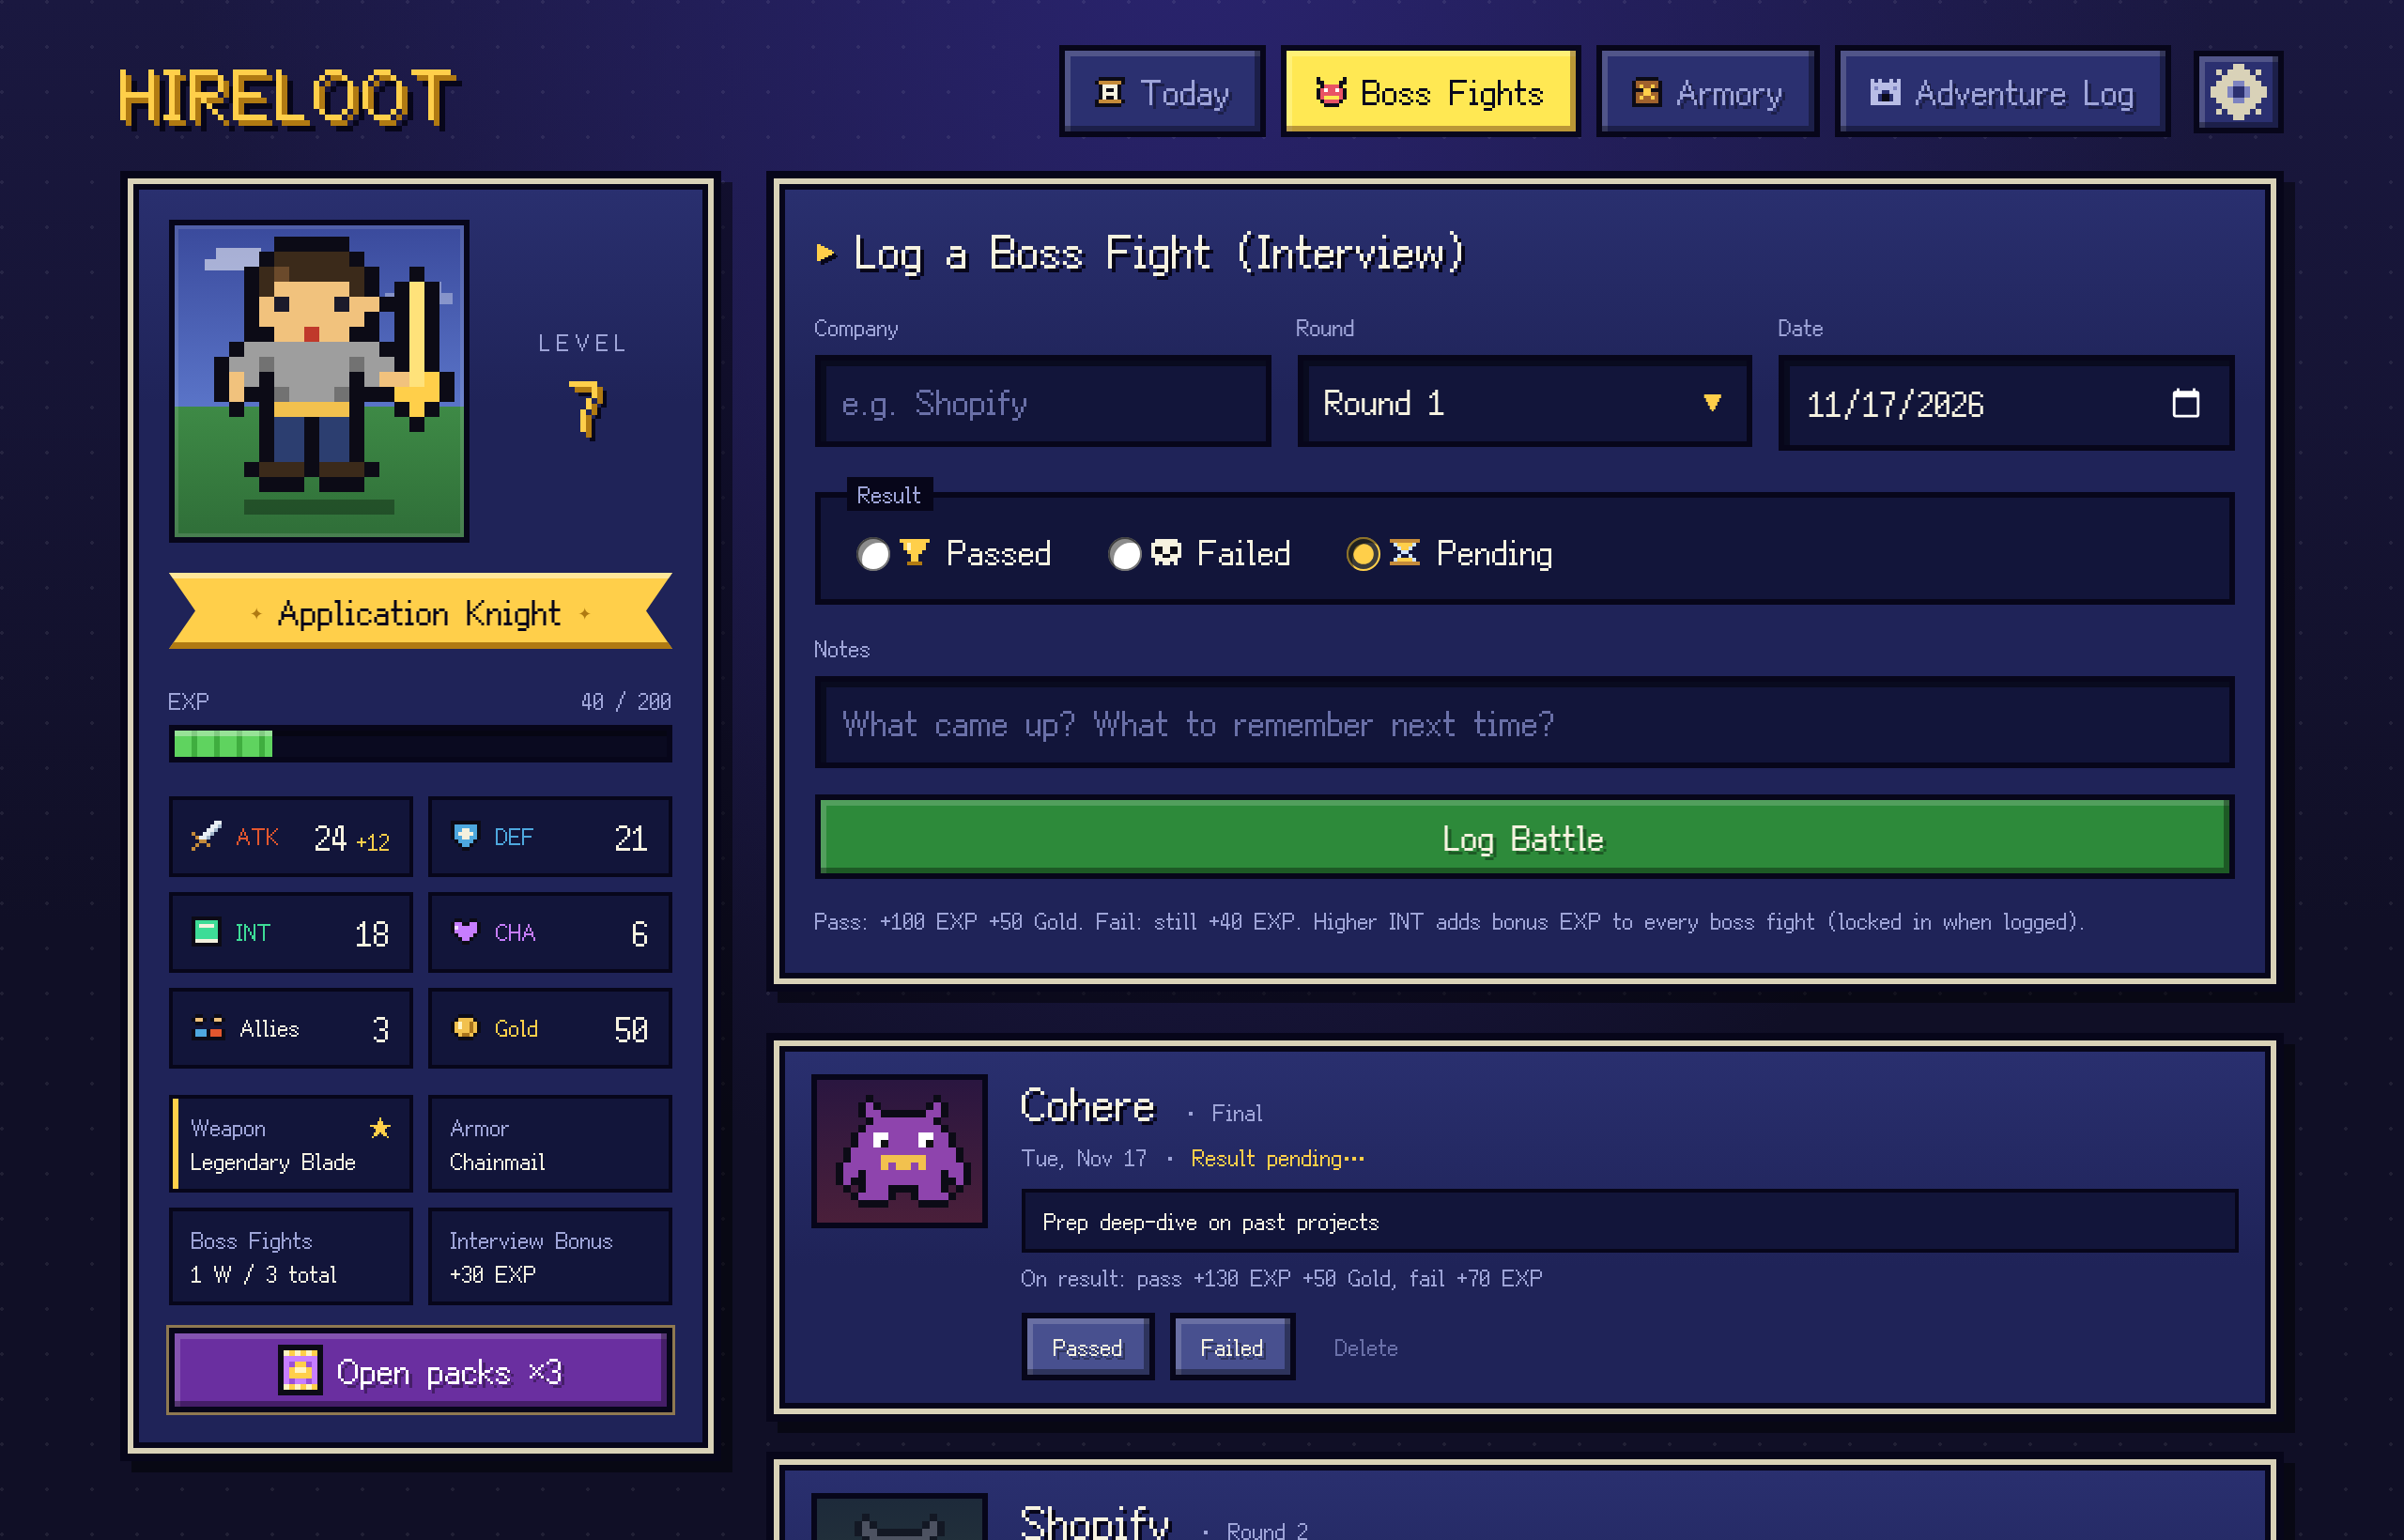 HIRELOOT
Today
Boss Fights
Armory
Adventure Log
LEVEL
7
✦ Application Knight ✦
EXP 40 / 200
ATK 24 +12
DEF 21
INT 18
CHA 6
Allies 3
Gold 50
Weapon ★
Legendary Blade
Armor
Chainmail
Boss Fights
1 W / 3 total
Interview Bonus
+30 EXP
Open packs ×3
▶ Log a Boss Fight (Interview)
Company
e.g. Shopify
Round
Round 1 ▼
Date
11/17/2026
Result
Passed
Failed
Pending
Notes
What came up? What to remember next time?
Log Battle
Pass: +100 EXP +50 Gold. Fail: still +40 EXP. Higher INT adds bonus EXP to every boss fight (locked in when logged).
Cohere · Final
Tue, Nov 17 · Result pending…
Prep deep-dive on past projects
On result: pass +130 EXP +50 Gold, fail +70 EXP
Passed
Failed
Delete
Shopify · Round 2